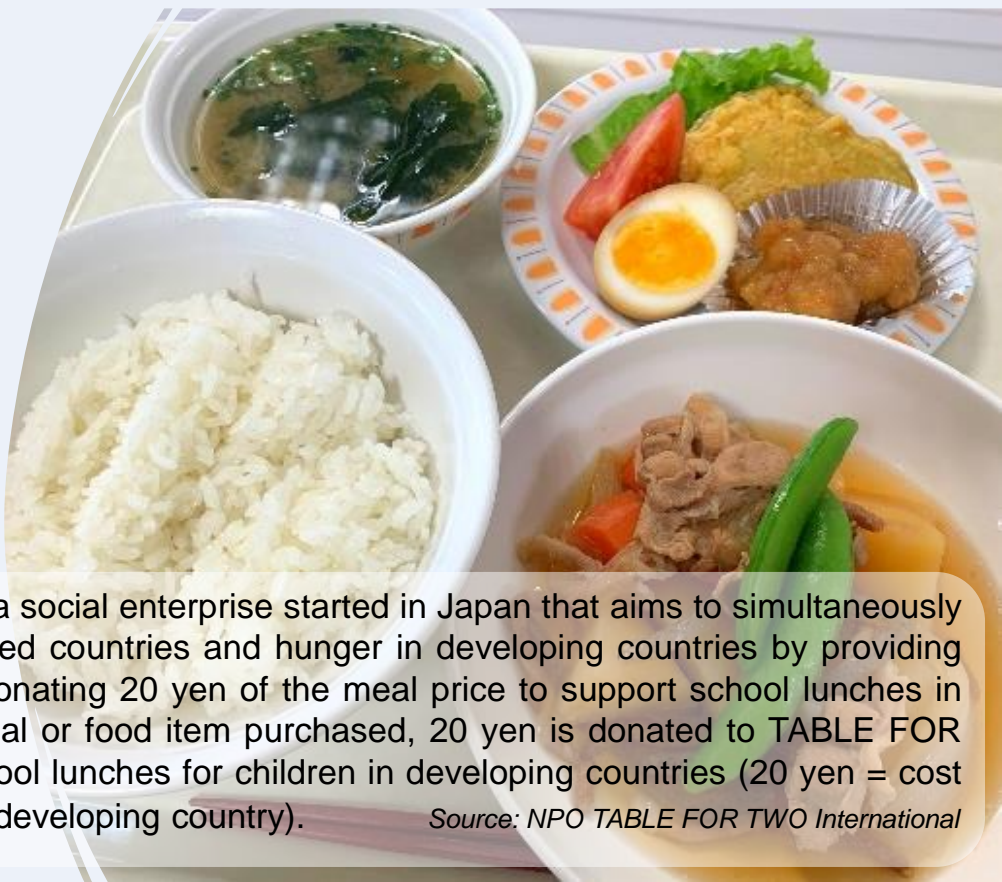 a social enterprise started in Japan that aims to simultaneously
ed countries and hunger in developing countries by providing
onating 20 yen of the meal price to support school lunches in
al or food item purchased, 20 yen is donated to TABLE FOR
ool lunches for children in developing countries (20 yen = cost
developing country). Source: NPO TABLE FOR TWO International